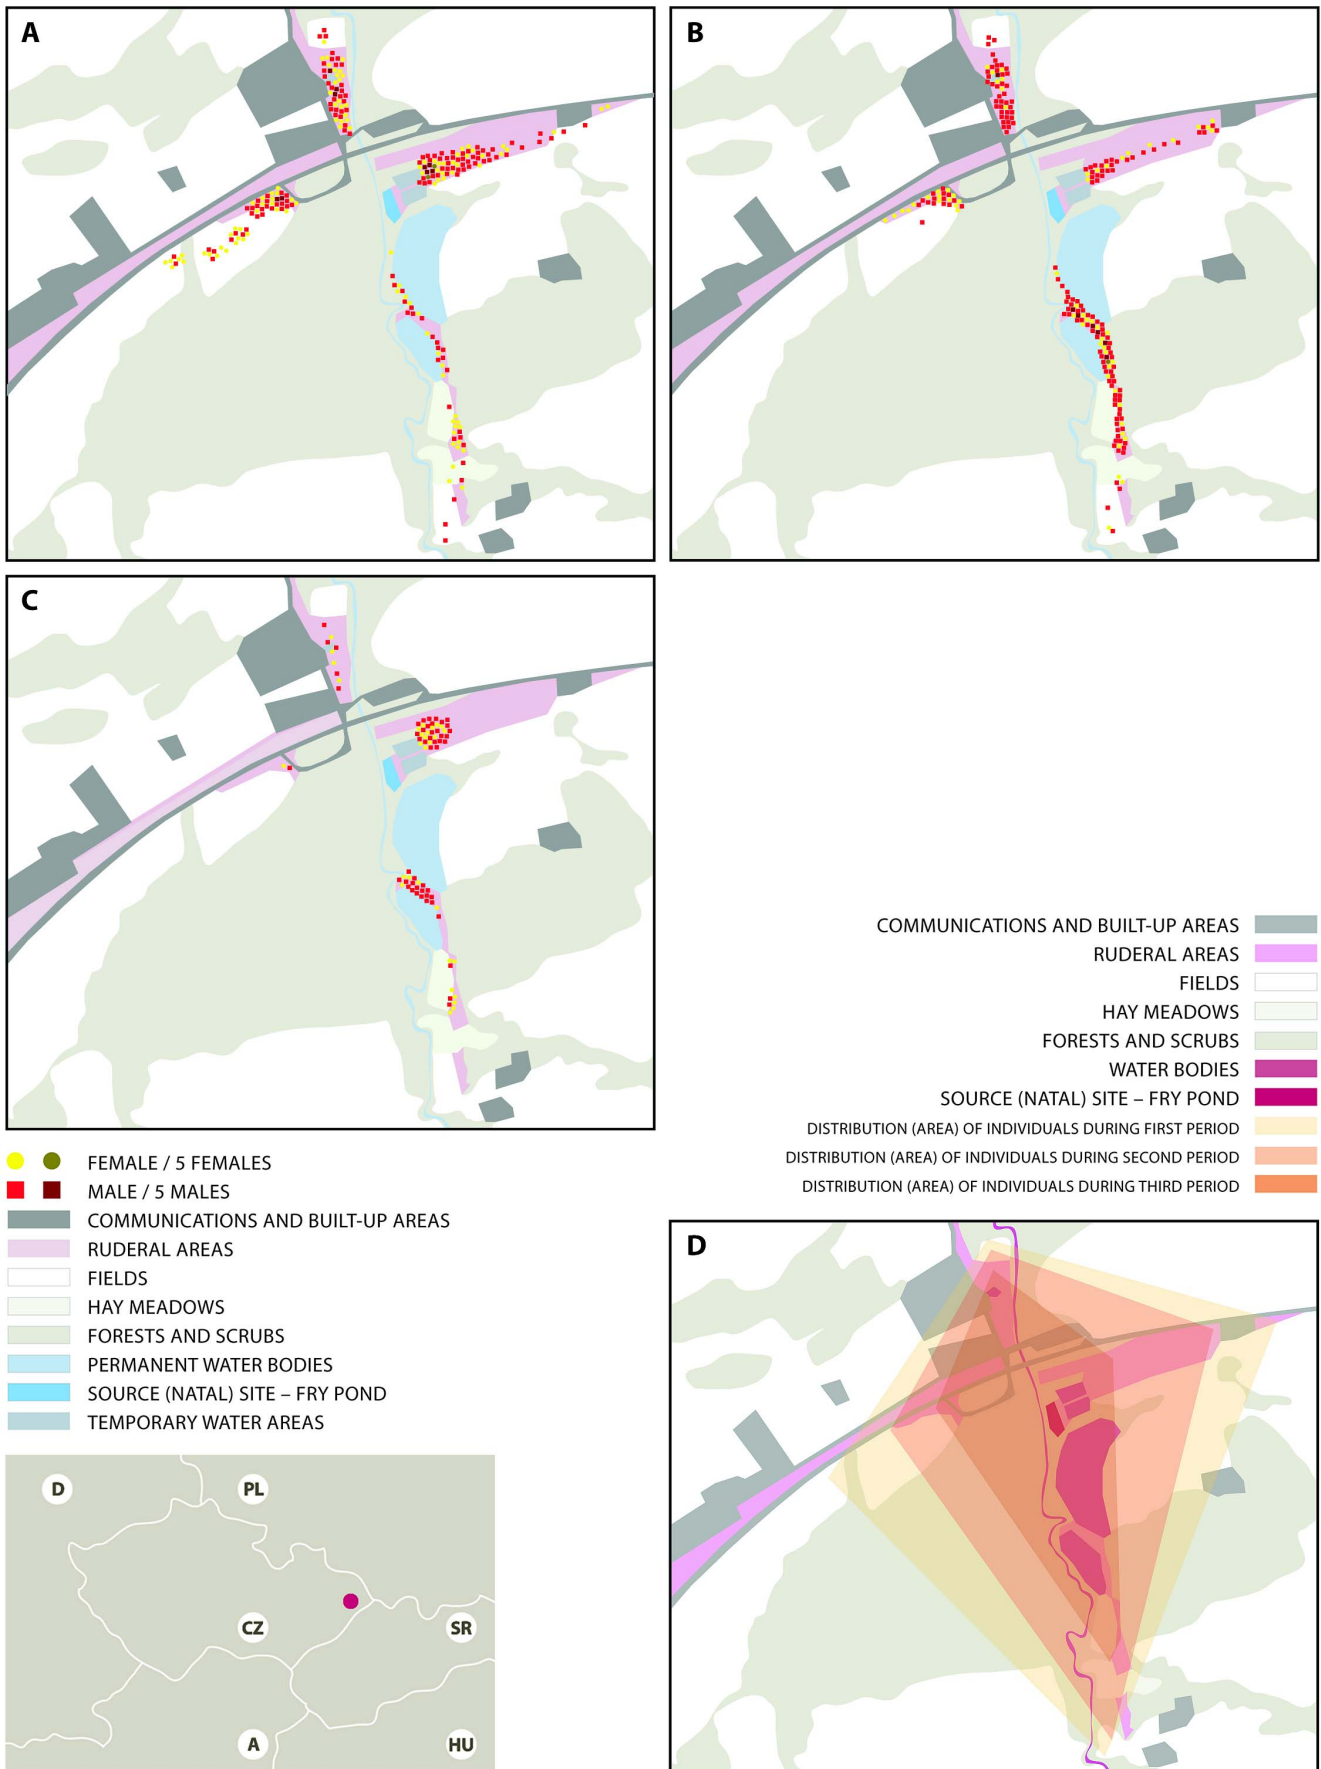 A
B
C
COMMUNICATIONS AND BUILT-UP AREAS
RUDERAL AREAS
FIELDS
HAY MEADOWS
FORESTS AND SCRUBS
WATER BODIES
SOURCE (NATAL) SITE – FRY POND
DISTRIBUTION (AREA) OF INDIVIDUALS DURING FIRST PERIOD
DISTRIBUTION (AREA) OF INDIVIDUALS DURING SECOND PERIOD
DISTRIBUTION (AREA) OF INDIVIDUALS DURING THIRD PERIOD
FEMALE / 5 FEMALES
MALE / 5 MALES
COMMUNICATIONS AND BUILT-UP AREAS
RUDERAL AREAS
FIELDS
HAY MEADOWS
FORESTS AND SCRUBS
PERMANENT WATER BODIES
SOURCE (NATAL) SITE – FRY POND
TEMPORARY WATER AREAS
D
D
PL
CZ
SR
A
HU